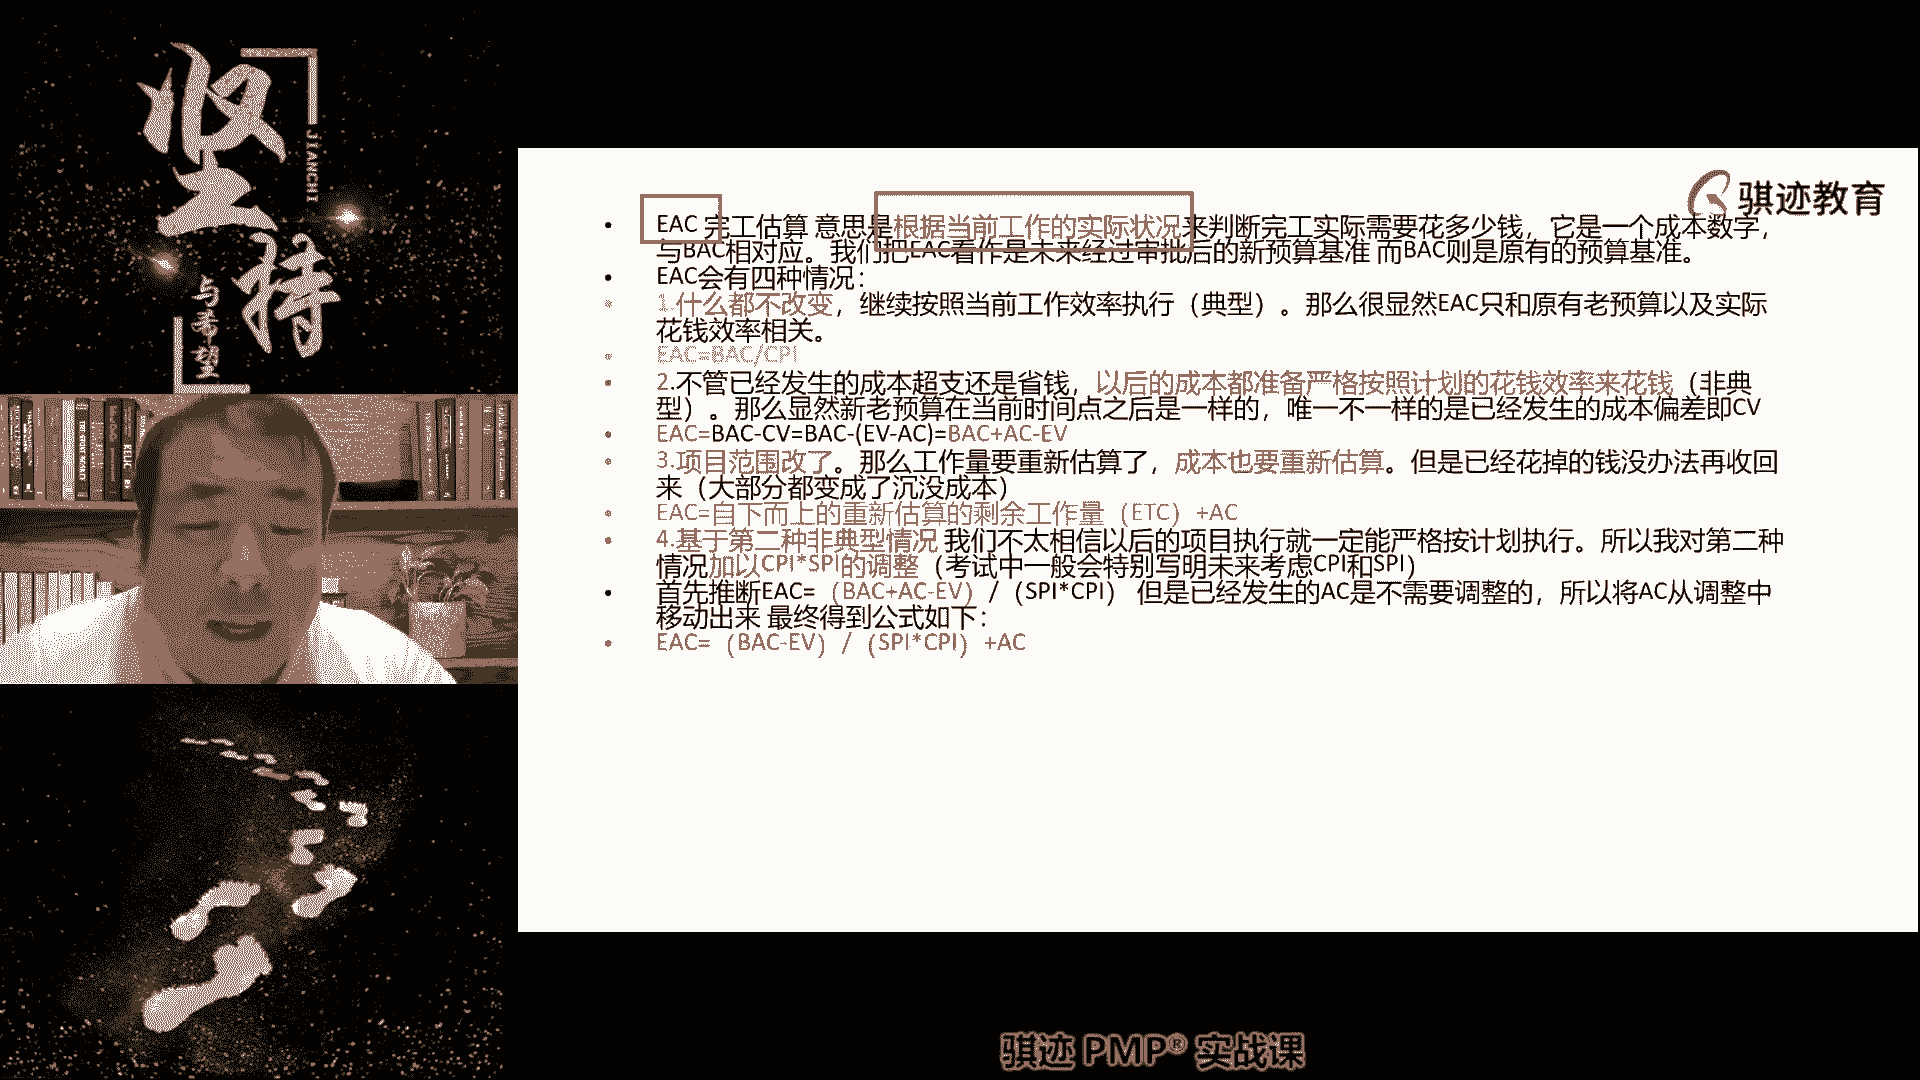 坚持
JIANCHI
与希望
骐迹教育
EAC 完工估算 意思是根据当前工作的实际状况来判断完工实际需要花多少钱，它是一个成本数字，
与BAC相对应。我们把EAC看作是未来经过审批后的新预算基准 而BAC则是原有的预算基准。
EAC会有四种情况：
1.什么都不改变，继续按照当前工作效率执行（典型）。那么很显然EAC只和原有老预算以及实际
花钱效率相关。
EAC=BAC/CPI
2.不管已经发生的成本超支还是省钱，以后的成本都准备严格按照计划的花钱效率来花钱（非典
型）。那么显然新老预算在当前时间点之后是一样的，唯一不一样的是已经发生的成本偏差即CV
EAC=BAC-CV=BAC-(EV-AC)=BAC+AC-EV
3.项目范围改了。那么工作量要重新估算了，成本也要重新估算。但是已经花掉的钱没办法再收回
来（大部分都变成了沉没成本）
EAC=自下而上的重新估算的剩余工作量（ETC）+AC
4.基于第二种非典型情况 我们不太相信以后的项目执行就一定能严格按计划执行。所以我对第二种
情况加以CPI*SPI的调整（考试中一般会特别写明未来考虑CPI和SPI）
首先推断EAC=（BAC+AC-EV）/（SPI*CPI） 但是已经发生的AC是不需要调整的，所以将AC从调整中
移动出来 最终得到公式如下：
EAC=（BAC-EV）/（SPI*CPI）+AC
骐迹 PMP® 实战课